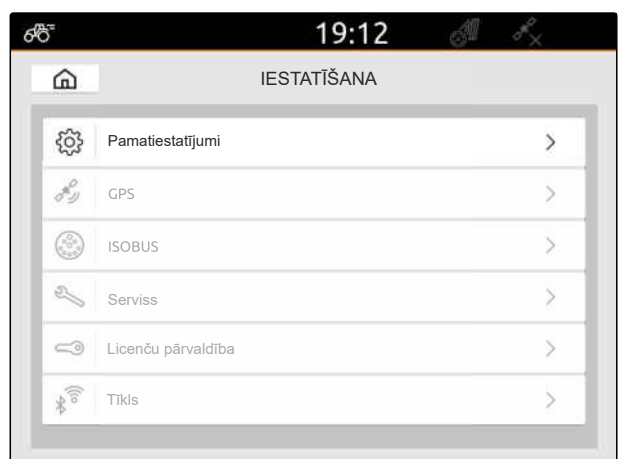 19:12
IESTATĪŠANA
Pamatiestatījumi
GPS
ISOBUS
Serviss
Licenču pārvaldība
Tīkls